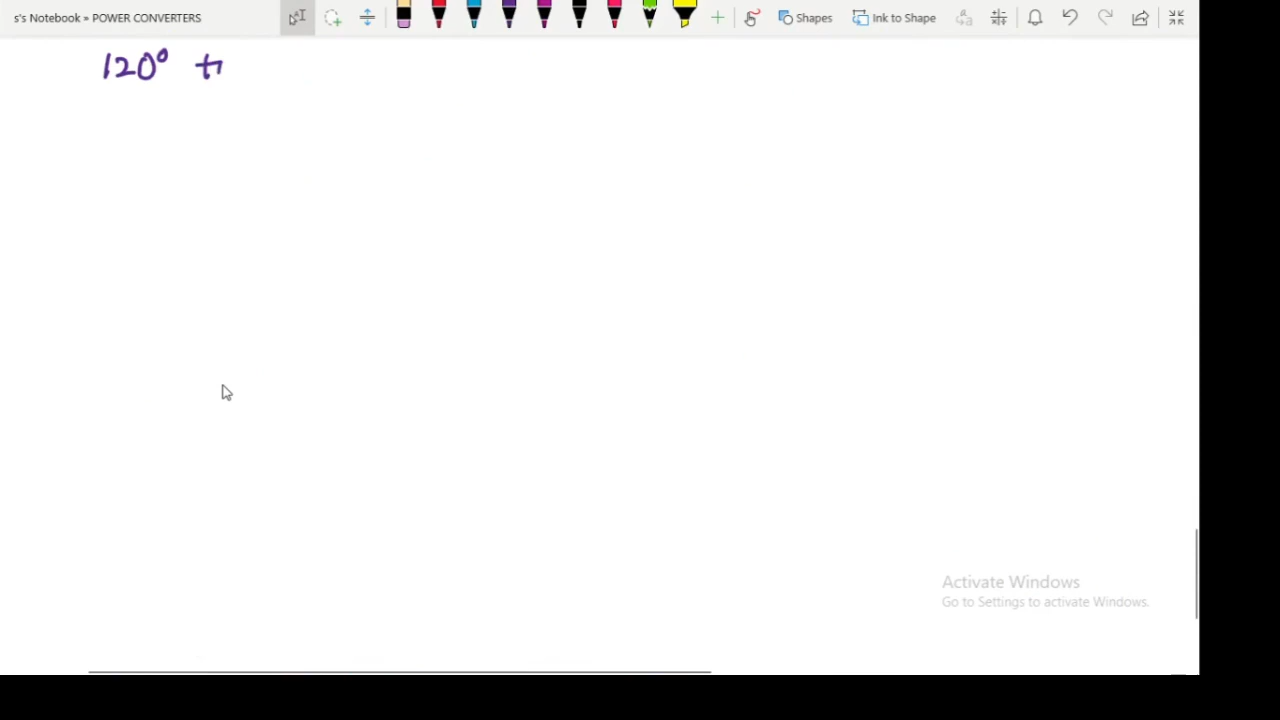 s's Notebook » POWER CONVERTERS
Shapes
Ink to Shape
120°
Activate Windows
Go to Settings to activate Windows.